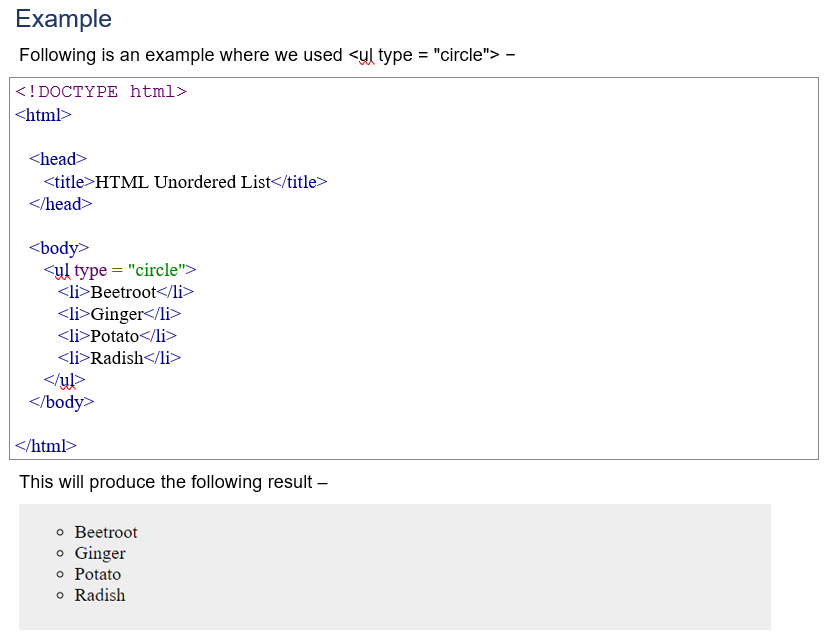 Example
Following is an example where we used <ul type = "circle"> −
<!DOCTYPE html>
<html>
<head>
<title>HTML Unordered List</title>
</head>
<body>
<ul type = "circle">
<li>Beetroot</li>
<li>Ginger</li>
<li>Potato</li>
<li>Radish</li>
</ul>
</body>
</html>
This will produce the following result –
Beetroot
Ginger
Potato
Radish